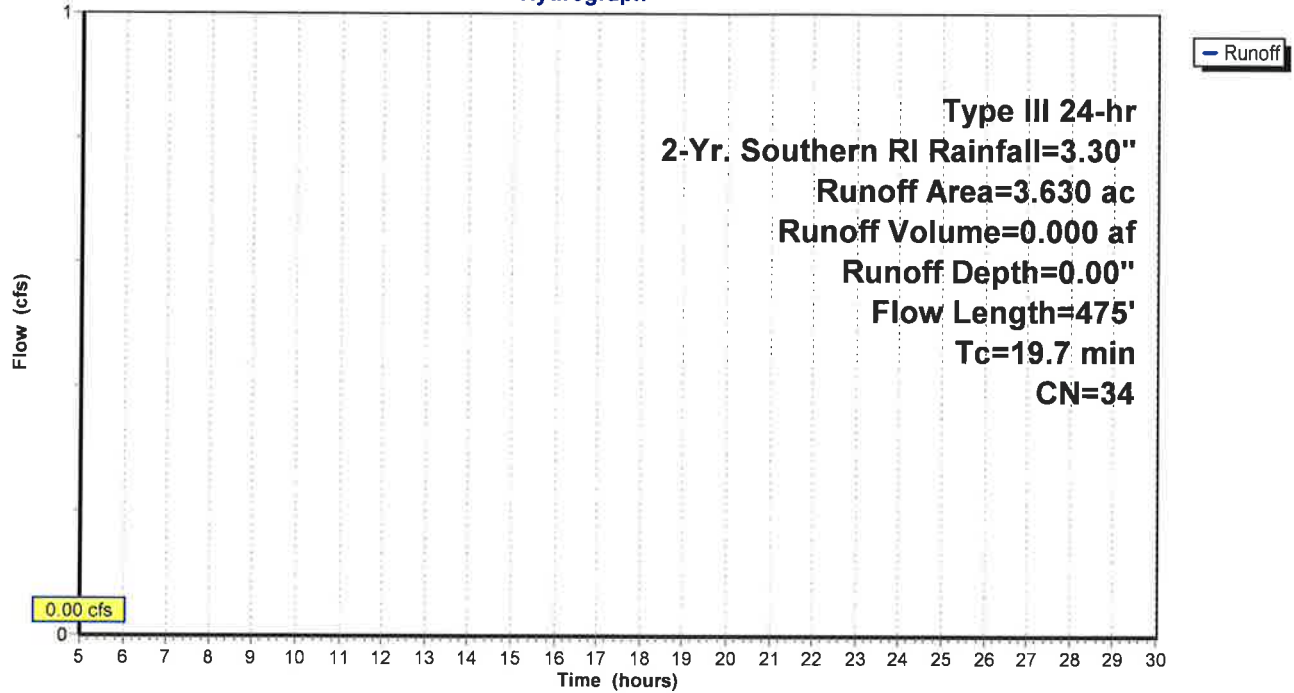 1
Runoff
Type III 24-hr
2-Yr. Southern RI Rainfall=3.30"
Runoff Area=3.630 ac
Runoff Volume=0.000 af
Runoff Depth=0.00"
Flow Length=475'
Tc=19.7 min
CN=34
Flow (cfs)
0.00 cfs
0
5 6 7 8 9 10 11 12 13 14 15 16 17 18 19 20 21 22 23 24 25 26 27 28 29 30
Time (hours)